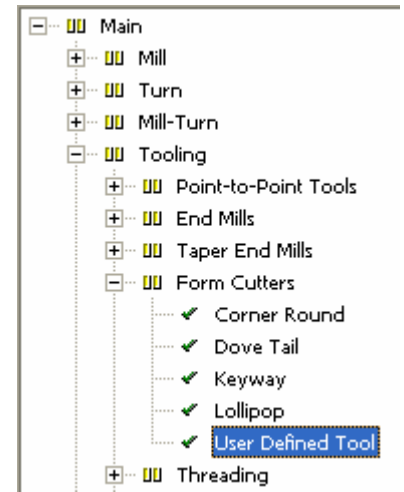 Main
Mill
Turn
Mill-Turn
Tooling
Point-to-Point Tools
End Mills
Taper End Mills
Form Cutters
Corner Round
Dove Tail
Keyway
Lollipop
User Defined Tool
Threading